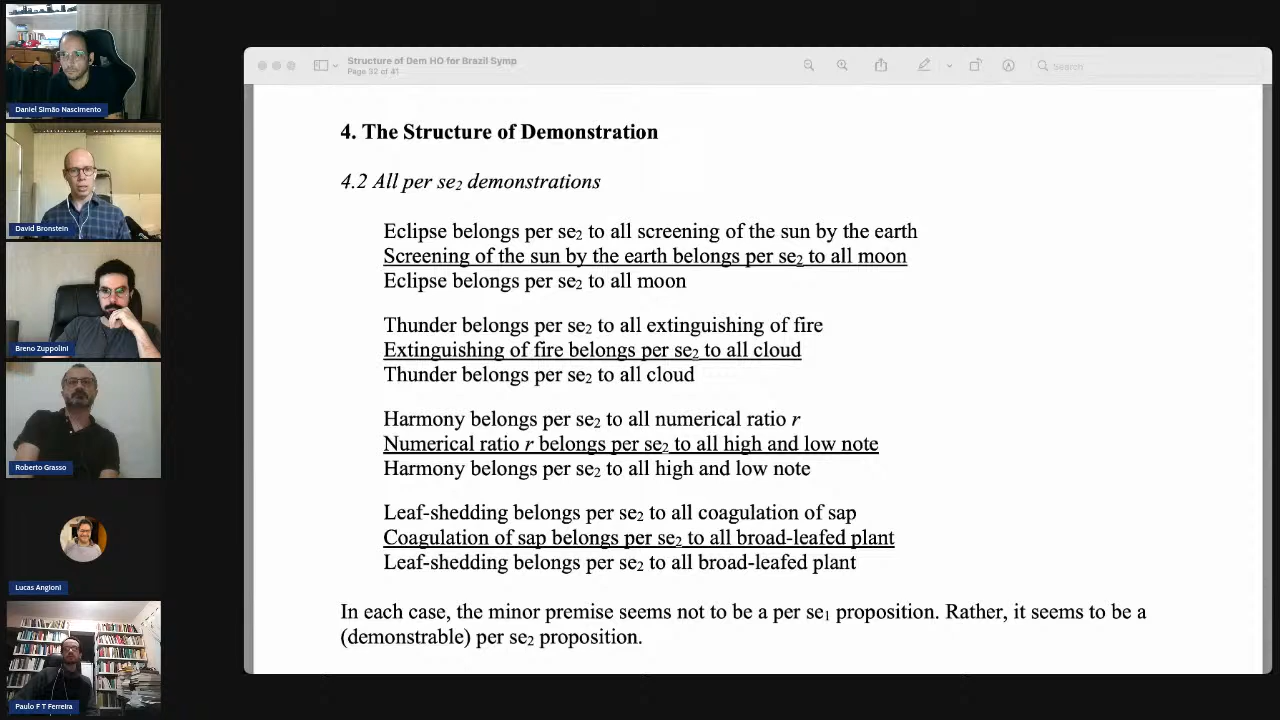 Daniel Simão Nascimento
David Bronstein
Breno Zuppolini
Roberto Grasso
Lucas Angioni
Paulo F T Ferreira
Structure of Dem HO for Brazil Symp
Page 32 of 41
Search
4. The Structure of Demonstration
4.2 All per se₂ demonstrations
Eclipse belongs per se₂ to all screening of the sun by the earth
Screening of the sun by the earth belongs per se₂ to all moon
Eclipse belongs per se₂ to all moon
Thunder belongs per se₂ to all extinguishing of fire
Extinguishing of fire belongs per se₂ to all cloud
Thunder belongs per se₂ to all cloud
Harmony belongs per se₂ to all numerical ratio r
Numerical ratio r belongs per se₂ to all high and low note
Harmony belongs per se₂ to all high and low note
Leaf-shedding belongs per se₂ to all coagulation of sap
Coagulation of sap belongs per se₂ to all broad-leafed plant
Leaf-shedding belongs per se₂ to all broad-leafed plant
In each case, the minor premise seems not to be a per se₁ proposition. Rather, it seems to be a
(demonstrable) per se₂ proposition.